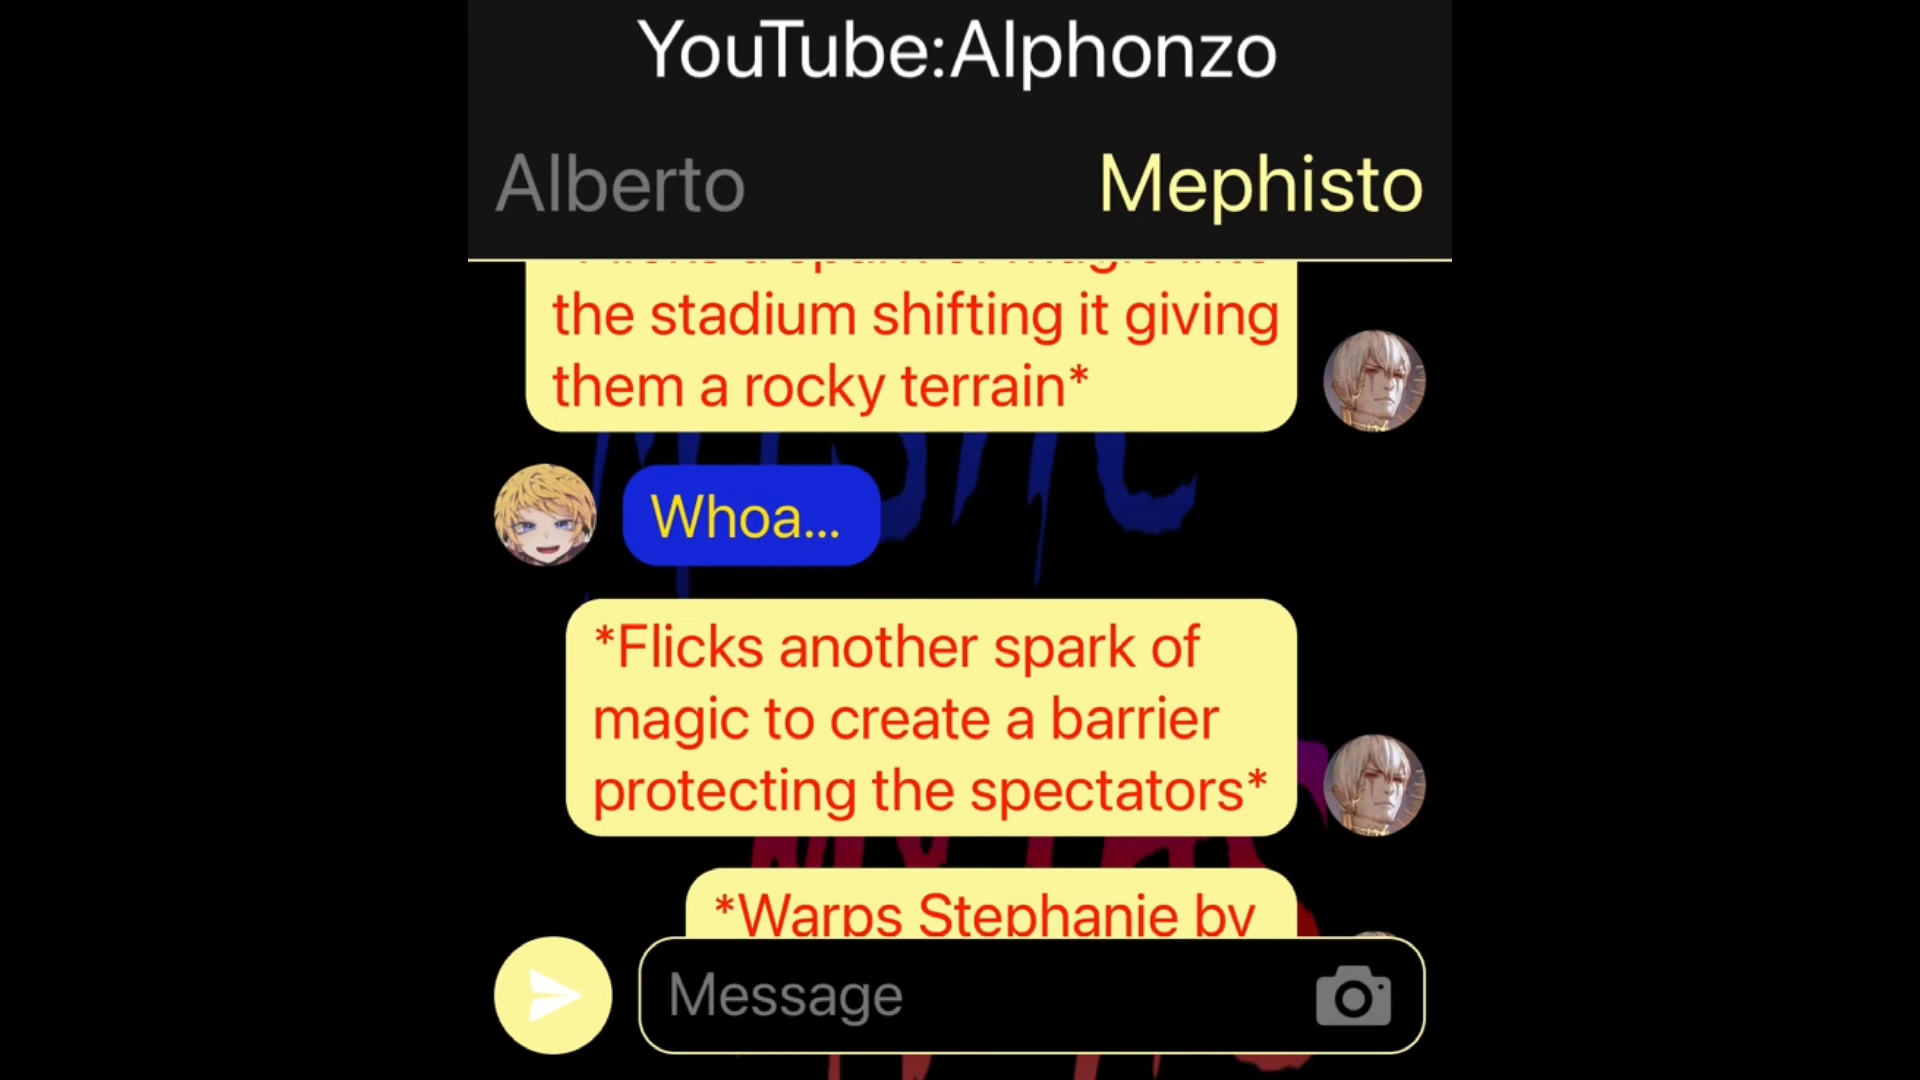 YouTube:Alphonzo
Alberto
Mephisto
the stadium shifting it giving
them a rocky terrain*
Whoa...
*Flicks another spark of
magic to create a barrier
protecting the spectators*
*Warps Stephanie by
Message